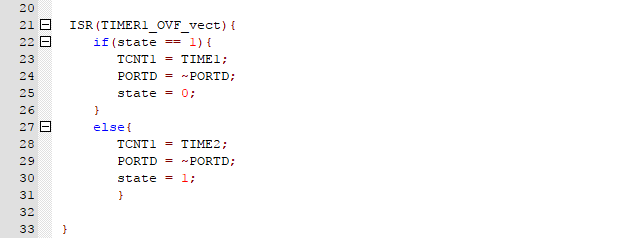 20
21 ISR(TIMER1_OVF_vect){
22 if(state == 1){
23 TCNT1 = TIME1;
24 PORTD = ~PORTD;
25 state = 0;
26 }
27 else{
28 TCNT1 = TIME2;
29 PORTD = ~PORTD;
30 state = 1;
31 }
32
33 }